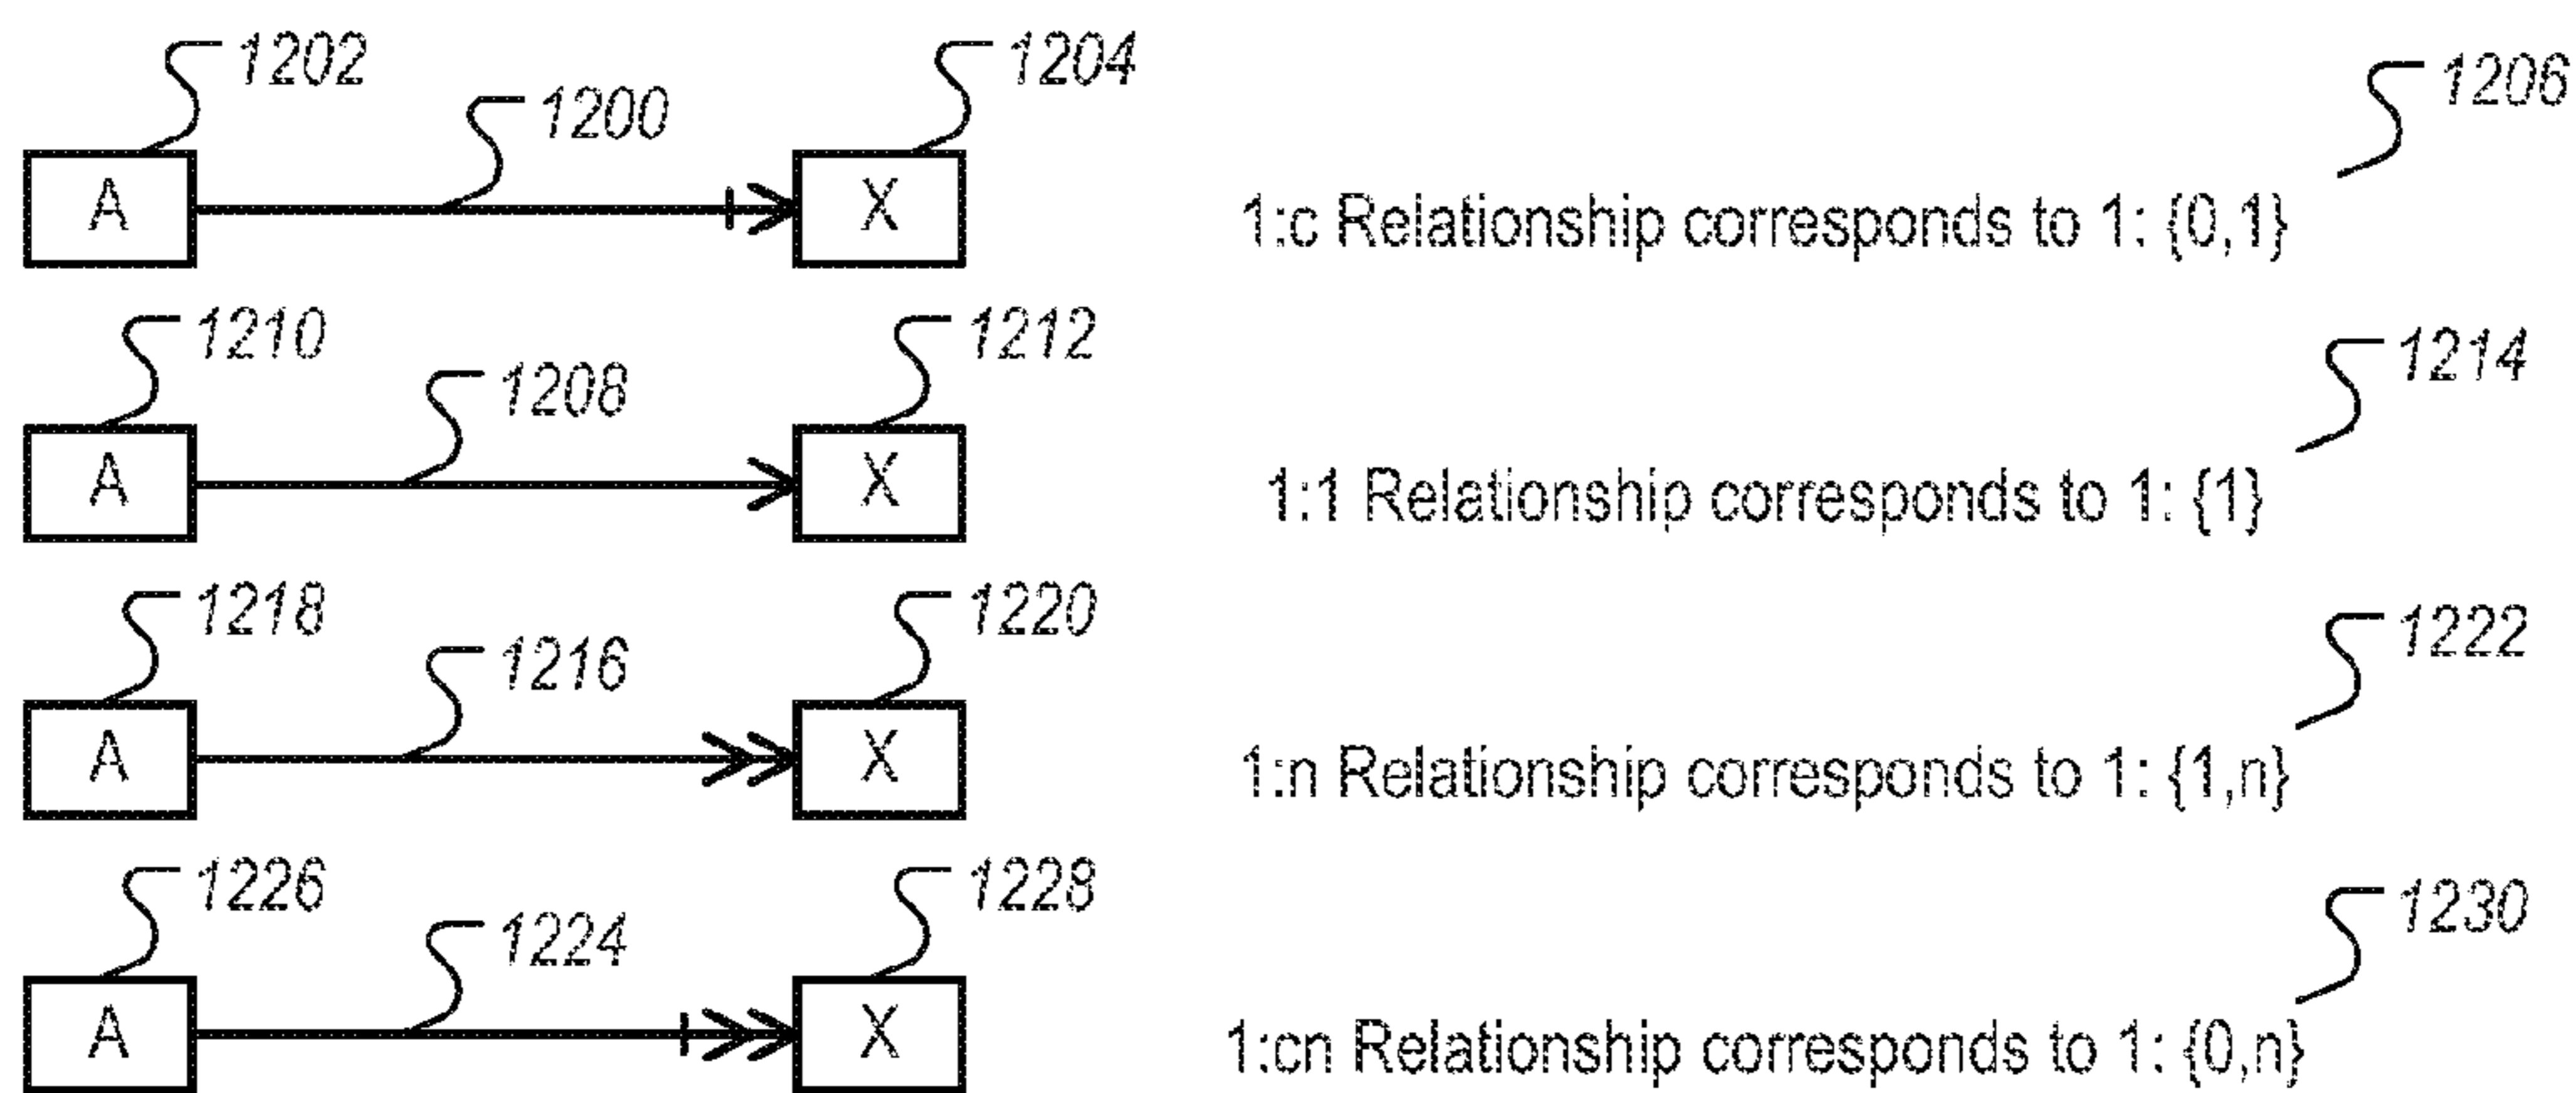 1202
1204
1200
1206
A
X
1:c Relationship corresponds to 1: {0,1}
1210
1212
1208
1214
A
X
1:1 Relationship corresponds to 1: {1}
1218
1220
1216
1222
A
X
1:n Relationship corresponds to 1: {1,n}
1226
1228
1224
1230
A
X
1:cn Relationship corresponds to 1: {0,n}